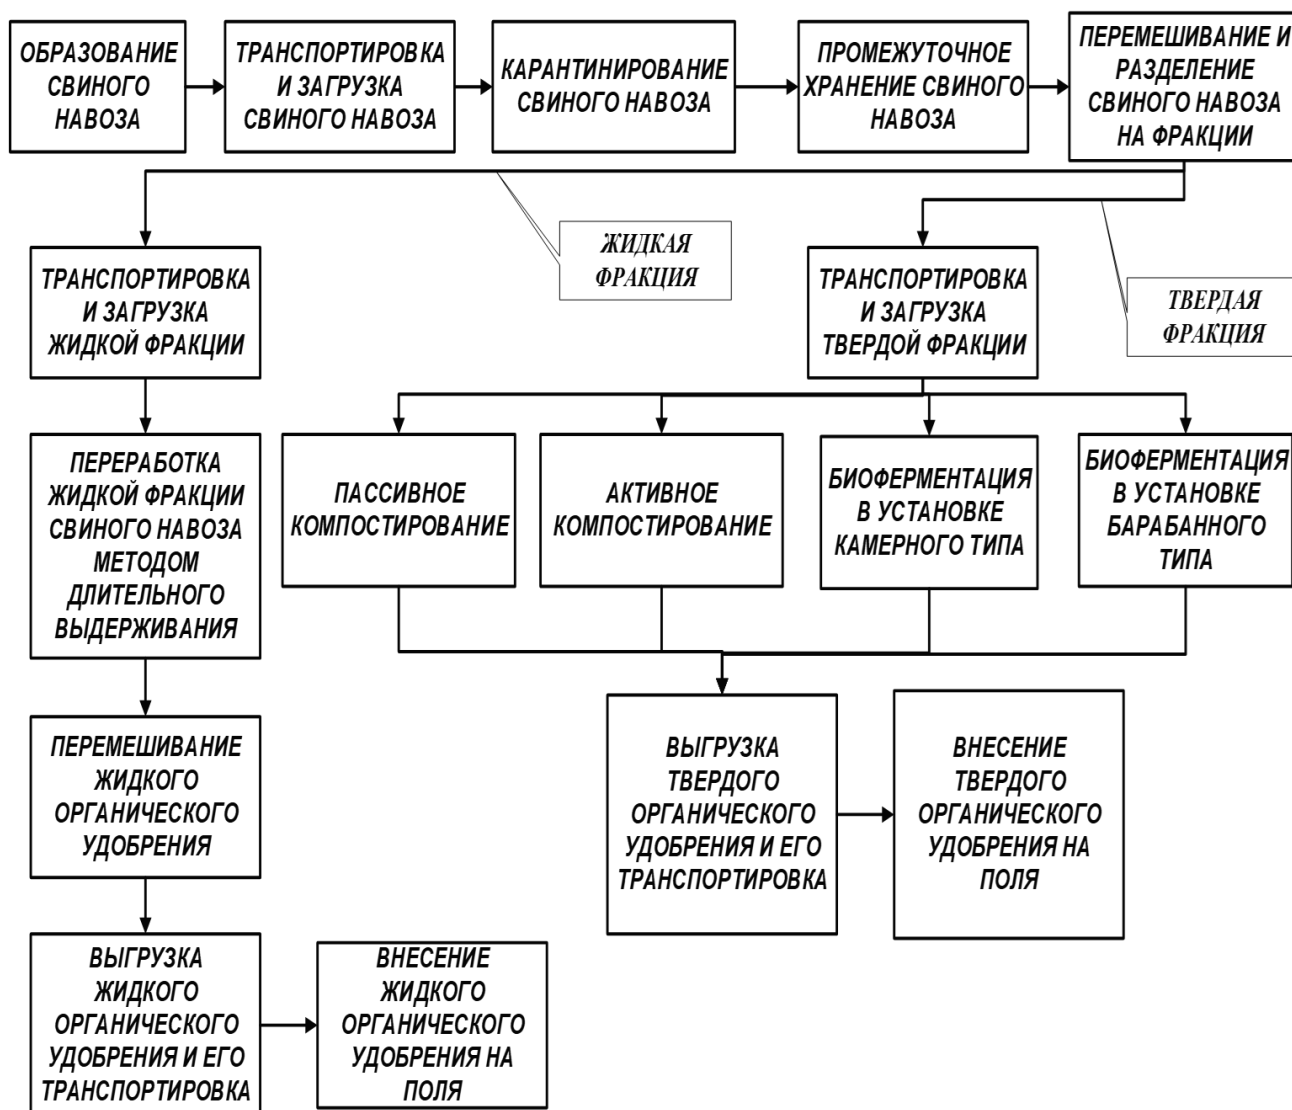 ОБРАЗОВАНИЕ
СВИНОГО
НАВОЗА
ТРАНСПОРТИРОВКА
И ЗАГРУЗКА
СВИНОГО НАВОЗА
КАРАНТИНИРОВАНИЕ
СВИНОГО НАВОЗА
ПРОМЕЖУТОЧНОЕ
ХРАНЕНИЕ СВИНОГО
НАВОЗА
ПЕРЕМЕШИВАНИЕ И
РАЗДЕЛЕНИЕ
СВИНОГО НАВОЗА
НА ФРАКЦИИ
ЖИДКАЯ
ФРАКЦИЯ
ТВЕРДАЯ
ФРАКЦИЯ
ТРАНСПОРТИРОВКА
И ЗАГРУЗКА
ЖИДКОЙ ФРАКЦИИ
ТРАНСПОРТИРОВКА
И ЗАГРУЗКА
ТВЕРДОЙ ФРАКЦИИ
ПЕРЕРАБОТКА
ЖИДКОЙ ФРАКЦИИ
СВИНОГО НАВОЗА
МЕТОДОМ
ДЛИТЕЛЬНОГО
ВЫДЕРЖИВАНИЯ
ПАССИВНОЕ
КОМПОСТИРОВАНИЕ
АКТИВНОЕ
КОМПОСТИРОВАНИЕ
БИОФЕРМЕНТАЦИЯ
В УСТАНОВКЕ
КАМЕРНОГО ТИПА
БИОФЕРМЕНТАЦИЯ
В УСТАНОВКЕ
БАРАБАННОГО
ТИПА
ПЕРЕМЕШИВАНИЕ
ЖИДКОГО
ОРГАНИЧЕСКОГО
УДОБРЕНИЯ
ВЫГРУЗКА
ТВЕРДОГО
ОРГАНИЧЕСКОГО
УДОБРЕНИЯ И ЕГО
ТРАНСПОРТИРОВКА
ВНЕСЕНИЕ
ТВЕРДОГО
ОРГАНИЧЕСКОГО
УДОБРЕНИЯ НА
ПОЛЯ
ВЫГРУЗКА
ЖИДКОГО
ОРГАНИЧЕСКОГО
УДОБРЕНИЯ И ЕГО
ТРАНСПОРТИРОВКА
ВНЕСЕНИЕ
ЖИДКОГО
ОРГАНИЧЕСКОГО
УДОБРЕНИЯ НА
ПОЛЯ